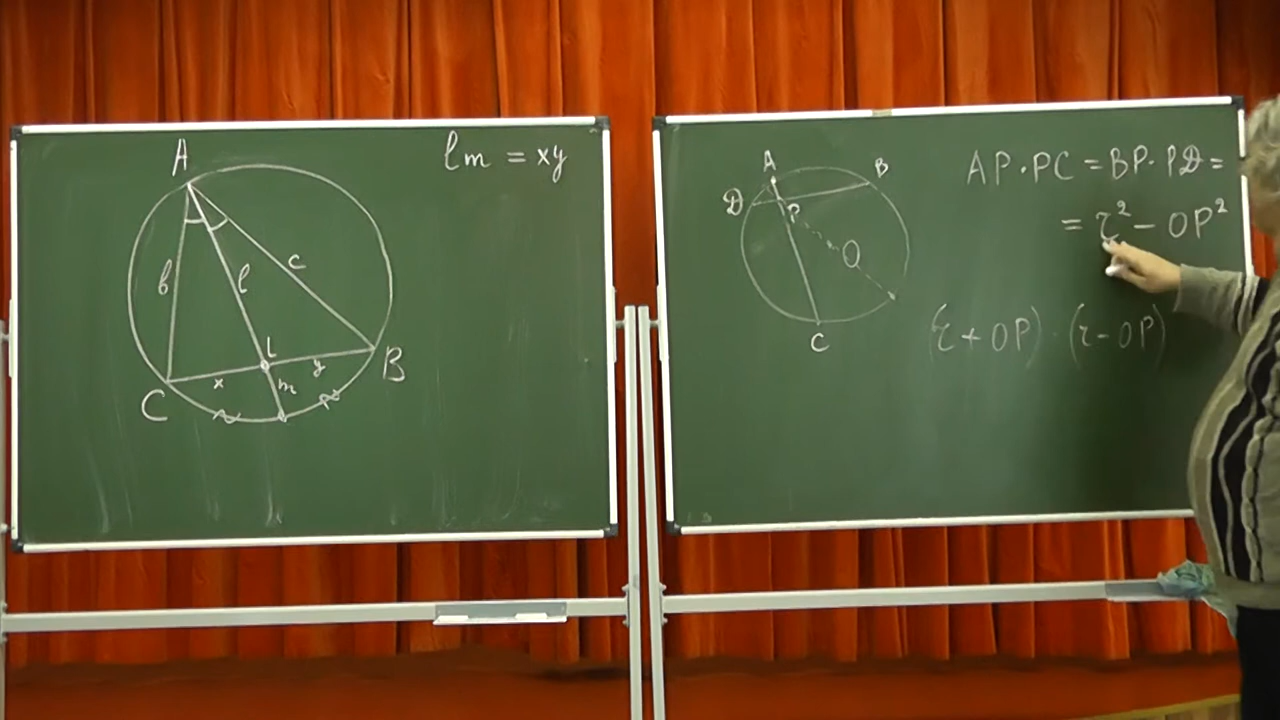 lm = xy
A
b
l
c
L
x
y
m
C
B
AP · PC = BP · PD =
= r² - OP²
(r + OP) · (r - OP)
A
B
D
P
O
C